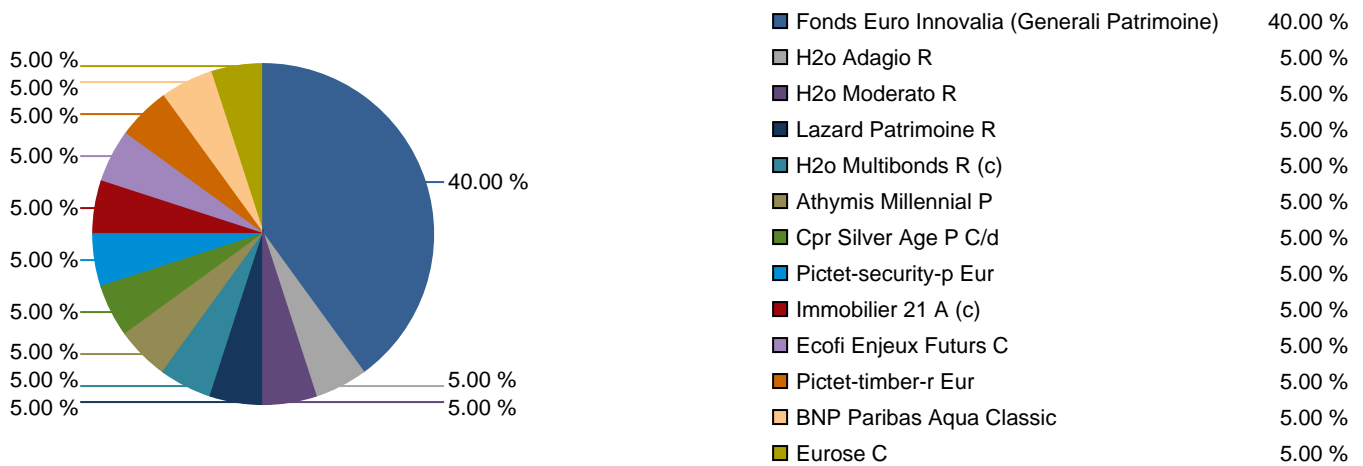 5.00 %
5.00 %
5.00 %
5.00 %
5.00 %
5.00 %
5.00 %
5.00 %
5.00 %
5.00 %
40.00 %
5.00 %
5.00 %
Fonds Euro Innovalia (Generali Patrimoine) 40.00 %
H2o Adagio R 5.00 %
H2o Moderato R 5.00 %
Lazard Patrimoine R 5.00 %
H2o Multibonds R (c) 5.00 %
Athymis Millennial P 5.00 %
Cpr Silver Age P C/d 5.00 %
Pictet-security-p Eur 5.00 %
Immobilier 21 A (c) 5.00 %
Ecofi Enjeux Futurs C 5.00 %
Pictet-timber-r Eur 5.00 %
BNP Paribas Aqua Classic 5.00 %
Eurose C 5.00 %